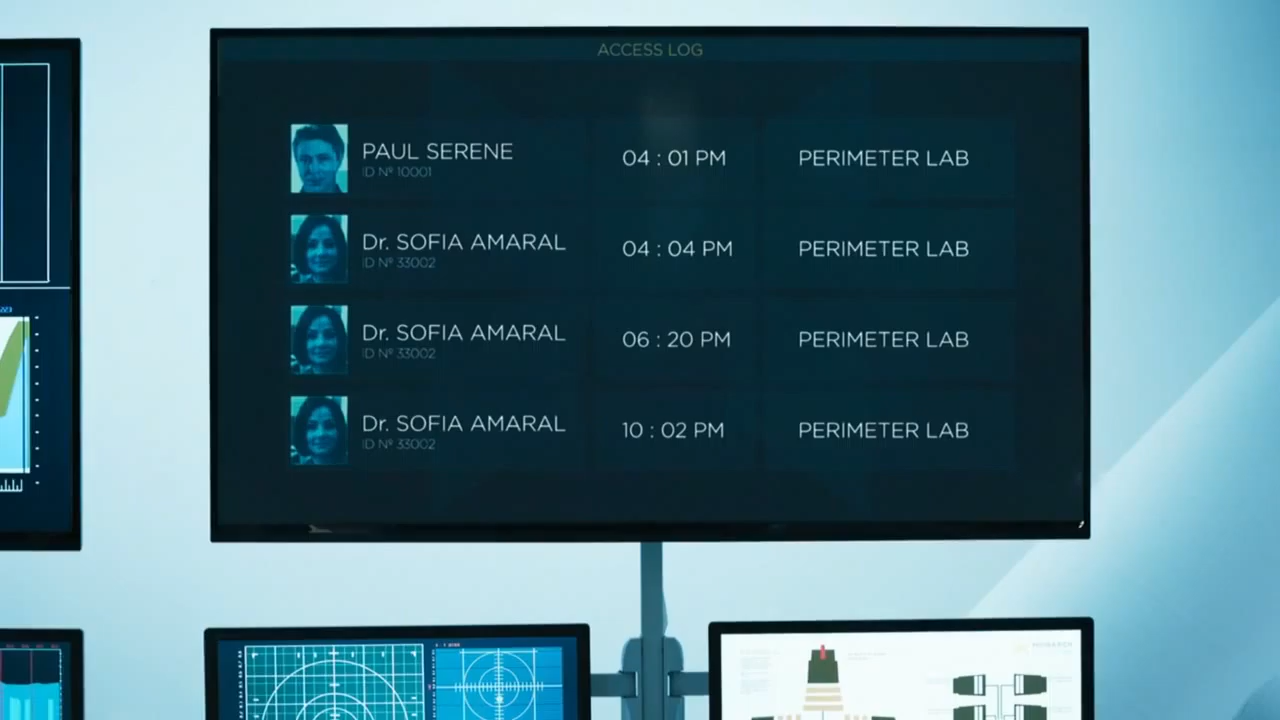 ACCESS LOG
PAUL SERENE
ID Nº 10001
04 : 01 PM
PERIMETER LAB
Dr. SOFIA AMARAL
ID Nº 33002
04 : 04 PM
PERIMETER LAB
Dr. SOFIA AMARAL
ID Nº 33002
06 : 20 PM
PERIMETER LAB
Dr. SOFIA AMARAL
ID Nº 33002
10 : 02 PM
PERIMETER LAB
MONARCH